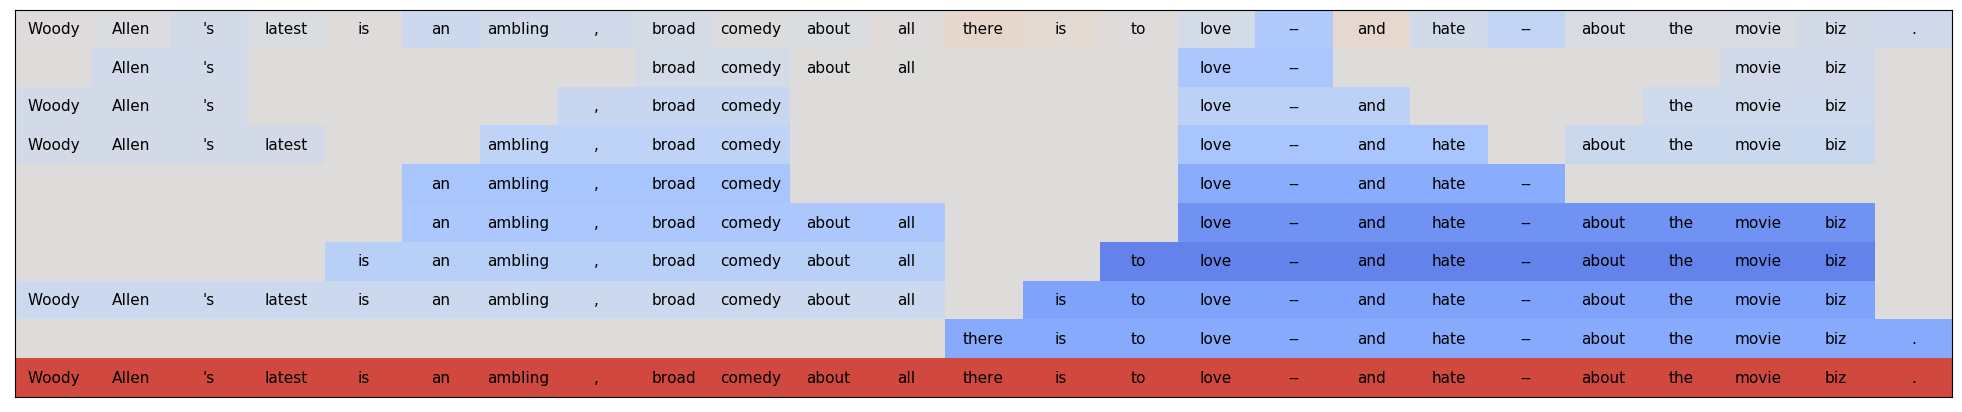 Woody Allen 's latest is an ambling , broad comedy about all there is to love -- and hate -- about the movie biz .
Allen 's broad comedy about all love -- movie biz
Woody Allen 's , broad comedy love -- and the movie biz
Woody Allen 's latest ambling , broad comedy love -- and hate about the movie biz
an ambling , broad comedy love -- and hate --
an ambling , broad comedy about all love -- and hate -- about the movie biz
is an ambling , broad comedy about all to love -- and hate -- about the movie biz
Woody Allen 's latest is an ambling , broad comedy about all is to love -- and hate -- about the movie biz
there is to love -- and hate -- about the movie biz .
Woody Allen 's latest is an ambling , broad comedy about all there is to love -- and hate -- about the movie biz .